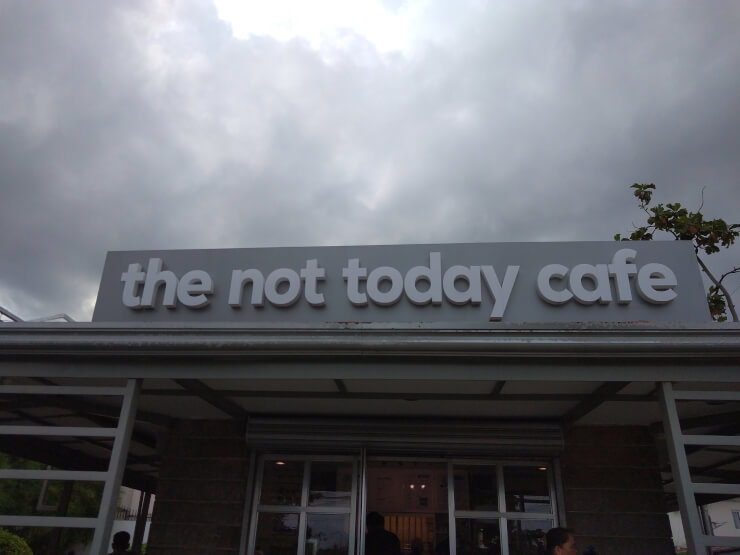 the not today cafe